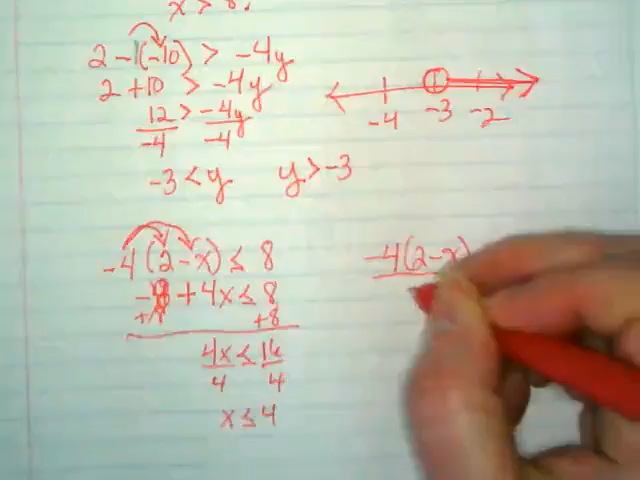 x > 8.
2 - 1(-10) > -4y
2 + 10 > -4y
12 > -4y
-4 -4
-3 < y y > -3
-4 -3 -2
-4(2 - x) ≤ 8
-8 + 4x ≤ 8
+8
4x ≤ 16
4 4
x ≤ 4
-4(2-x)